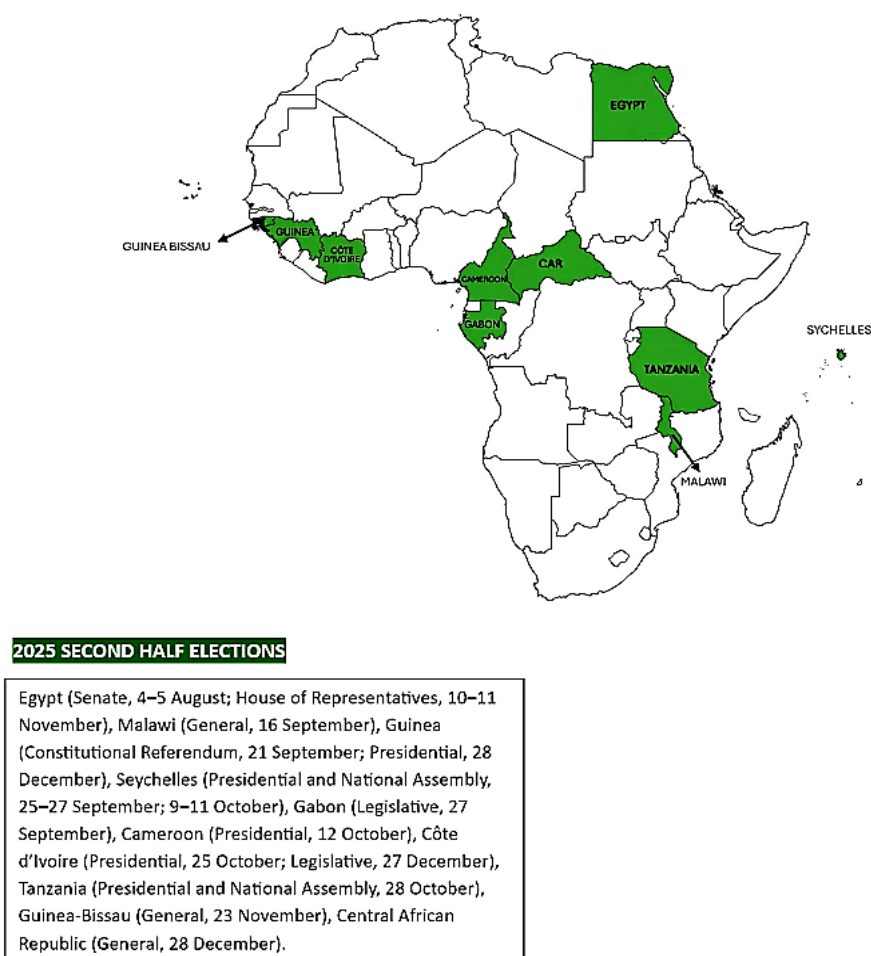 EGYPT
GUINEA BISSAU
GUINEA
CÔTE
D'IVOIRE
CAMEROON
CAR
GABON
SYCHELLES
TANZANIA
MALAWI
2025 SECOND HALF ELECTIONS
Egypt (Senate, 4–5 August; House of Representatives, 10–11
November), Malawi (General, 16 September), Guinea
(Constitutional Referendum, 21 September; Presidential, 28
December), Seychelles (Presidential and National Assembly,
25–27 September; 9–11 October), Gabon (Legislative, 27
September), Cameroon (Presidential, 12 October), Côte
d'Ivoire (Presidential, 25 October; Legislative, 27 December),
Tanzania (Presidential and National Assembly, 28 October),
Guinea-Bissau (General, 23 November), Central African
Republic (General, 28 December).